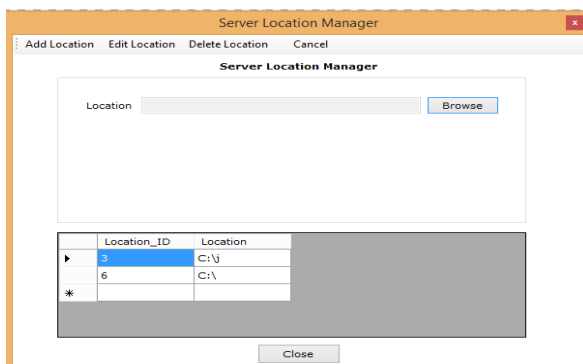 Server Location Manager
x
Add Location Edit Location Delete Location Cancel
Server Location Manager
Location Browse
Location_ID Location
3 C:\j
6 C:\
Close